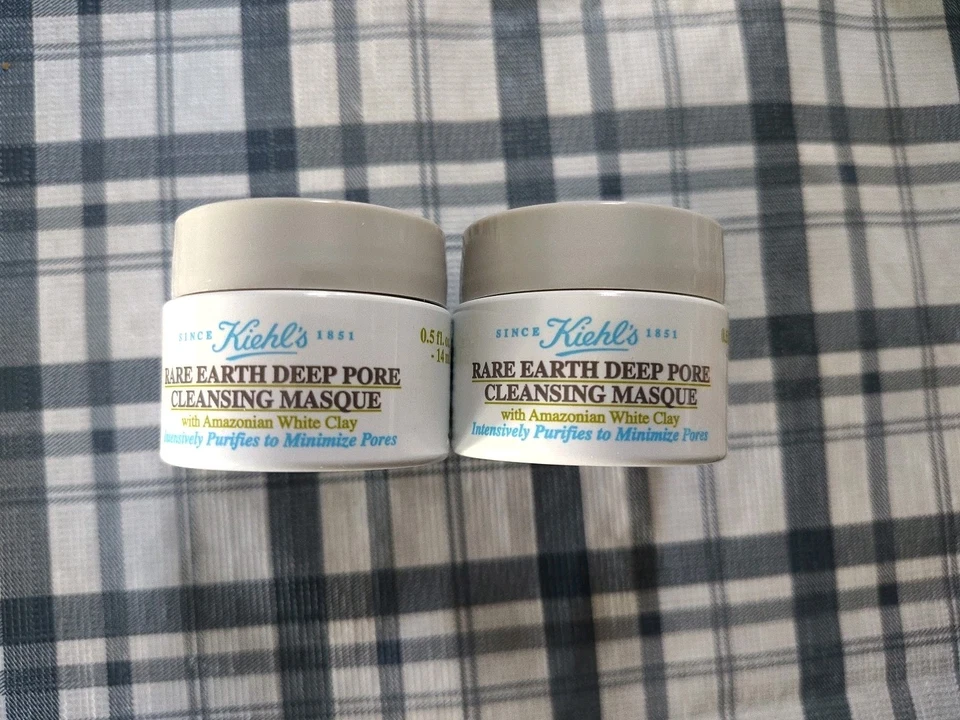 SINCE Kiehl's 1851
0.5 fl. oz
- 14 m
RARE EARTH DEEP PORE
CLEANSING MASQUE
with Amazonian White Clay
Intensively Purifies to Minimize Pores
SINCE Kiehl's 1851
RARE EARTH DEEP PORE
CLEANSING MASQUE
with Amazonian White Clay
Intensively Purifies to Minimize Pores